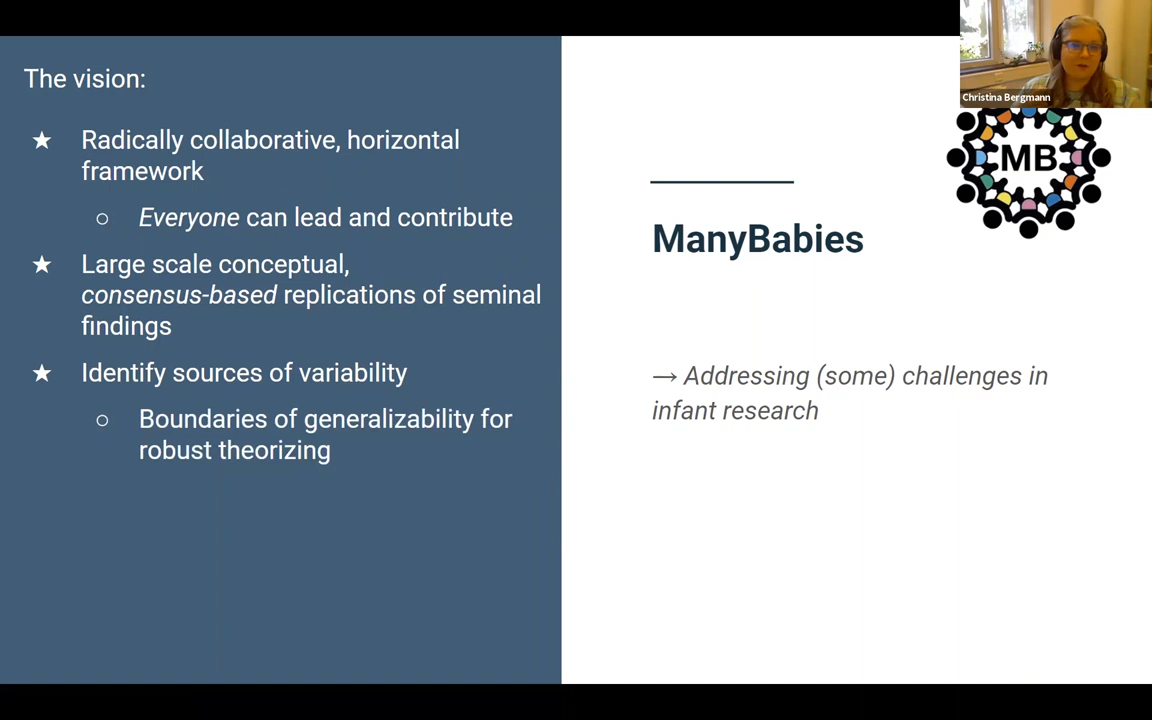 The vision:
★ Radically collaborative, horizontal
framework
○ Everyone can lead and contribute
★ Large scale conceptual,
consensus-based replications of seminal
findings
★ Identify sources of variability
○ Boundaries of generalizability for
robust theorizing
Christina Bergmann
MB
ManyBabies
→ Addressing (some) challenges in
infant research